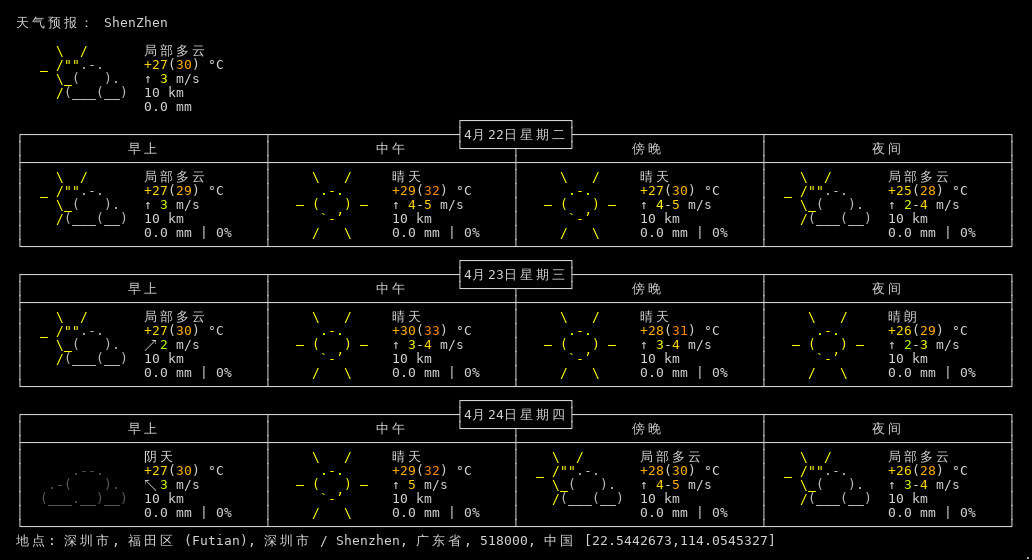 天气预报： ShenZhen
局部多云
+27(30) °C
↑ 3 m/s
10 km
0.0 mm
4月22日星期二
早上 中午 傍晚 夜间
局部多云 晴天 晴天 局部多云
+27(29) °C +29(32) °C +27(30) °C +25(28) °C
↑ 3 m/s ↑ 4-5 m/s ↑ 4-5 m/s ↑ 2-4 m/s
10 km 10 km 10 km 10 km
0.0 mm | 0% 0.0 mm | 0% 0.0 mm | 0% 0.0 mm | 0%
4月23日星期三
早上 中午 傍晚 夜间
局部多云 晴天 晴天 晴朗
+27(30) °C +30(33) °C +28(31) °C +26(29) °C
↗ 2 m/s ↑ 3-4 m/s ↑ 3-4 m/s ↑ 2-3 m/s
10 km 10 km 10 km 10 km
0.0 mm | 0% 0.0 mm | 0% 0.0 mm | 0% 0.0 mm | 0%
4月24日星期四
早上 中午 傍晚 夜间
阴天 晴天 局部多云 局部多云
+27(30) °C +29(32) °C +28(30) °C +26(28) °C
↖ 3 m/s ↑ 5 m/s ↑ 4-5 m/s ↑ 3-4 m/s
10 km 10 km 10 km 10 km
0.0 mm | 0% 0.0 mm | 0% 0.0 mm | 0% 0.0 mm | 0%
地点: 深圳市, 福田区 (Futian), 深圳市 / Shenzhen, 广东省, 518000, 中国 [22.5442673,114.0545327]